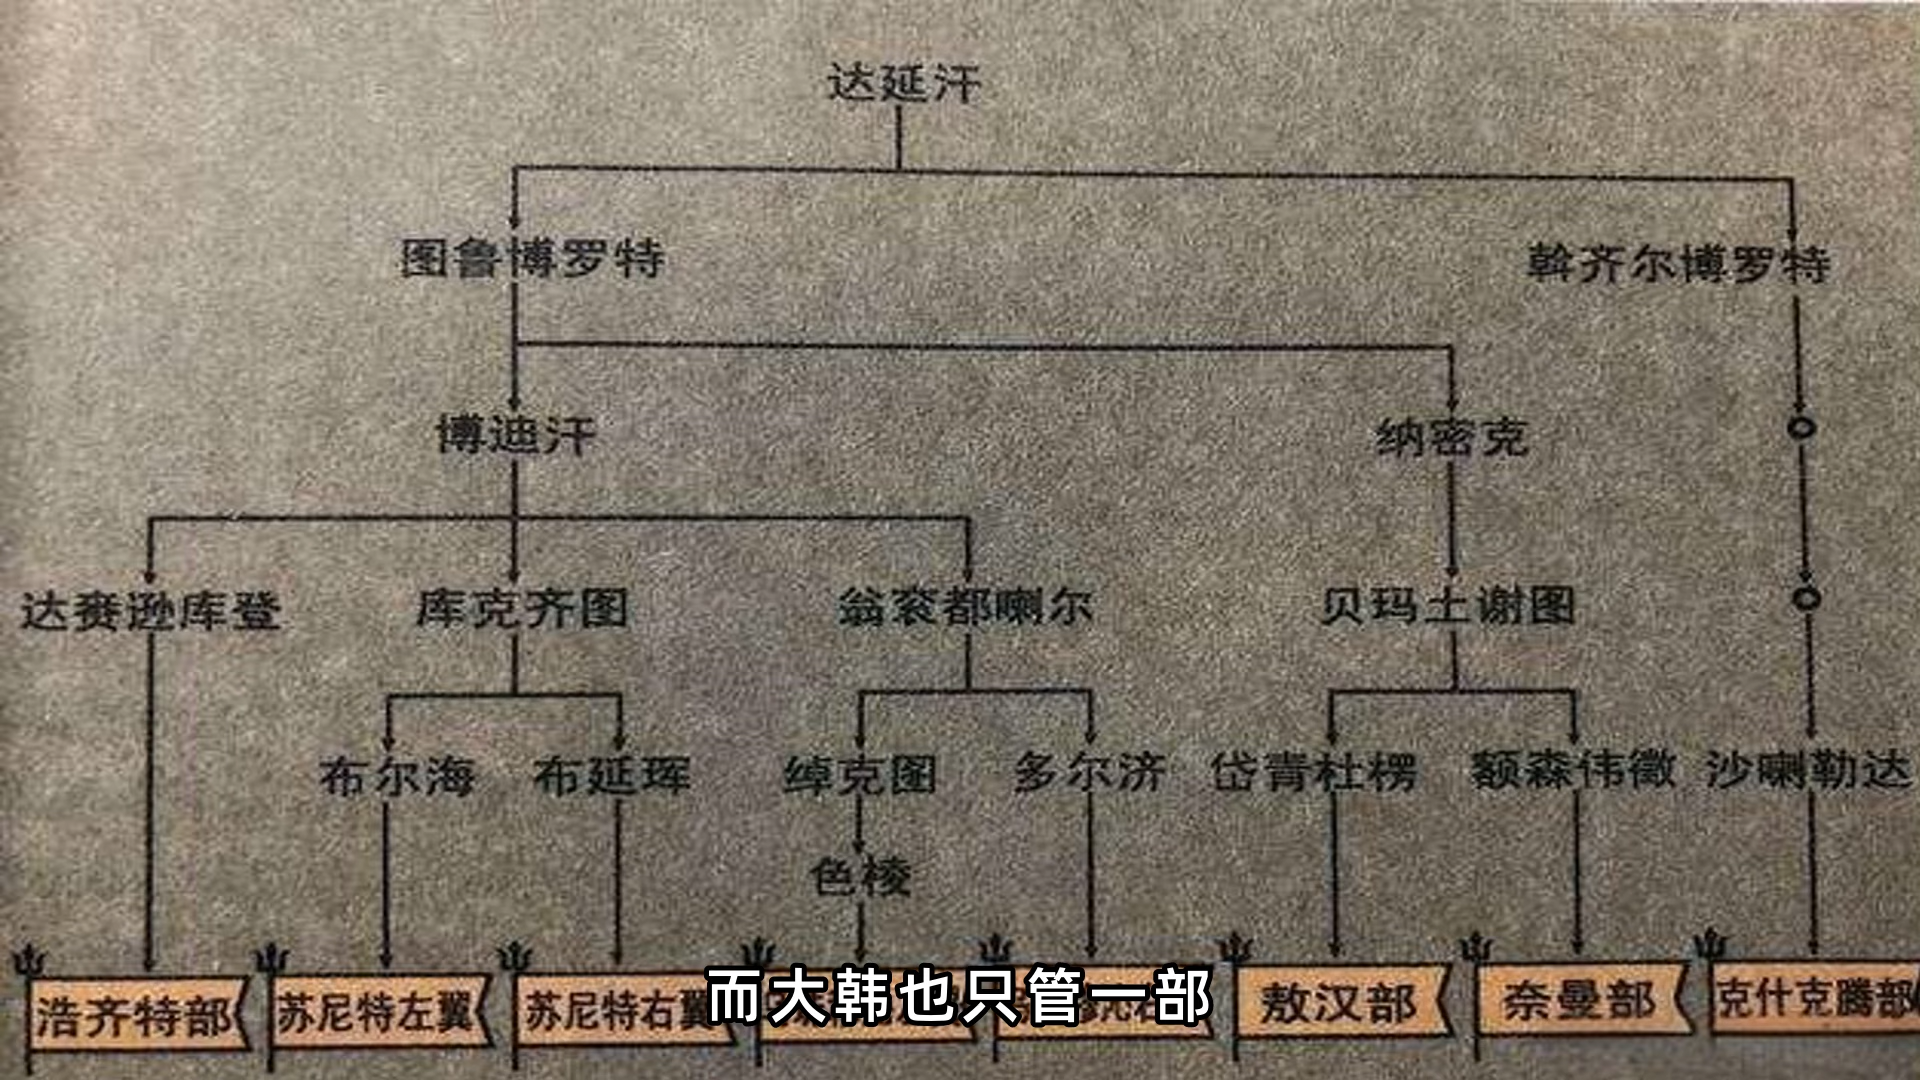 达延汗
图鲁博罗特
斡齐尔博罗特
博迪汗
纳密克
达赉逊库登
库克齐图
翁衮都喇尔
贝玛土谢图
布尔海
布延珲
绰克图
多尔济
岱青杜楞
额森伟徵
沙喇勒达
色棱
浩齐特部
苏尼特左翼
苏尼特右翼
敖汉部
奈曼部
克什克腾部
而大韩也只管一部